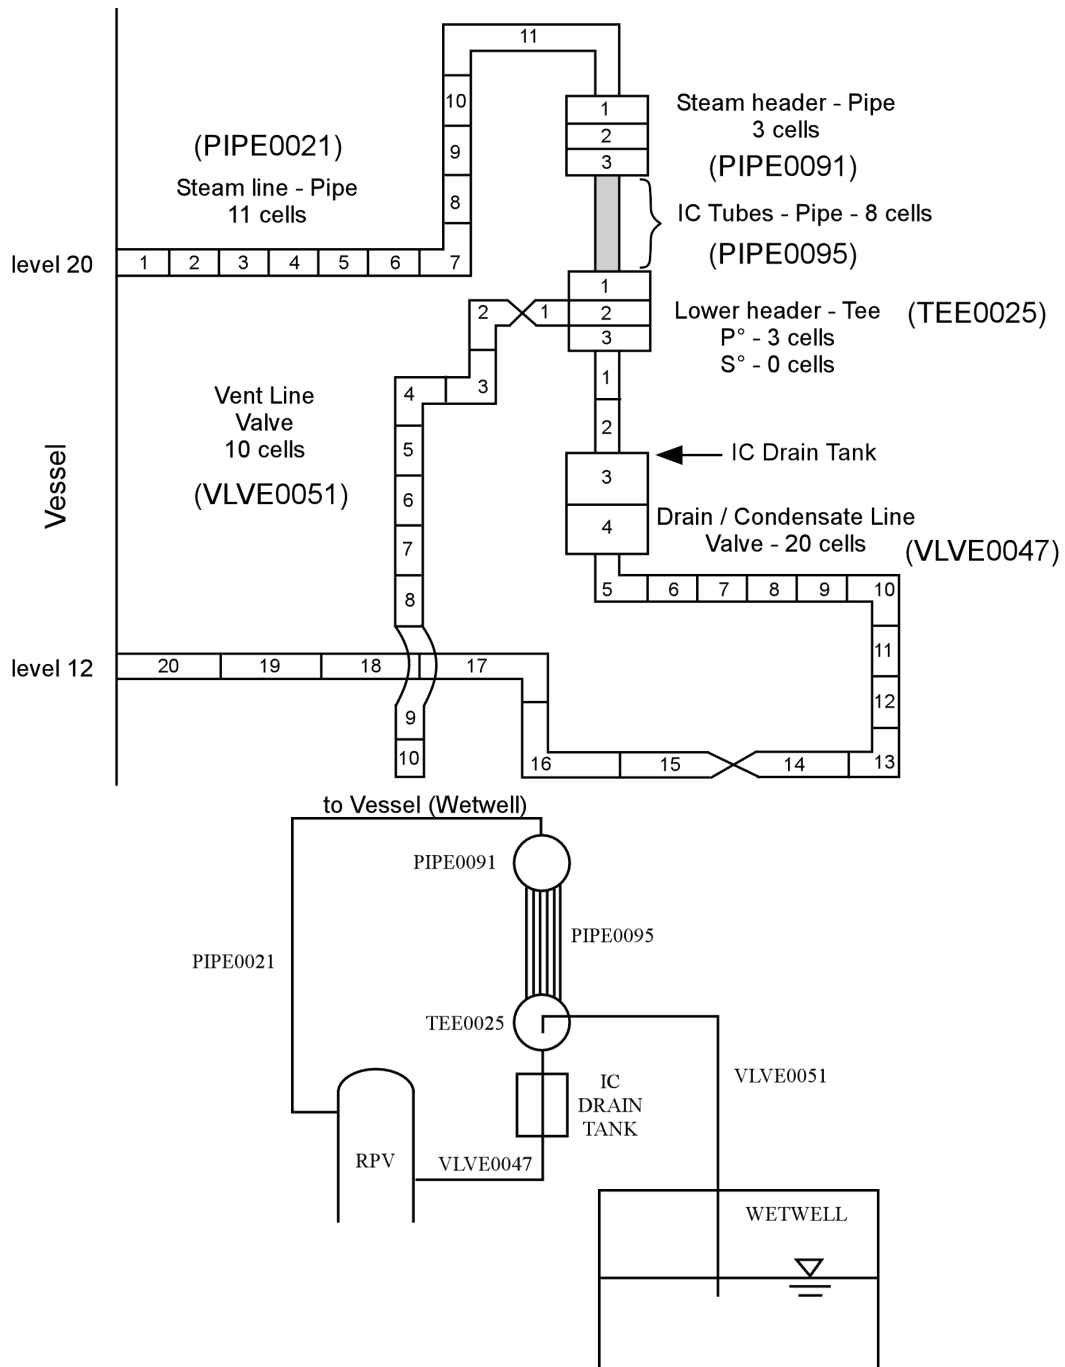 11
10
9
8
(PIPE0021)
Steam line - Pipe
11 cells
level 20
1 2 3 4 5 6 7
1
2
3
Steam header - Pipe
3 cells
(PIPE0091)
IC Tubes - Pipe - 8 cells
(PIPE0095)
1
2
3
Lower header - Tee (TEE0025)
P° - 3 cells
S° - 0 cells
2 1
3
4
5
6
7
8
9
10
Vent Line
Valve
10 cells
(VLVE0051)
Vessel
1
2
3
4
IC Drain Tank
Drain / Condensate Line
Valve - 20 cells
(VLVE0047)
5 6 7 8 9 10
11
12
13
level 12
20 19 18 17
16 15 14
to Vessel (Wetwell)
PIPE0091
PIPE0095
PIPE0021
TEE0025
VLVE0051
IC
DRAIN
TANK
RPV
VLVE0047
WETWELL